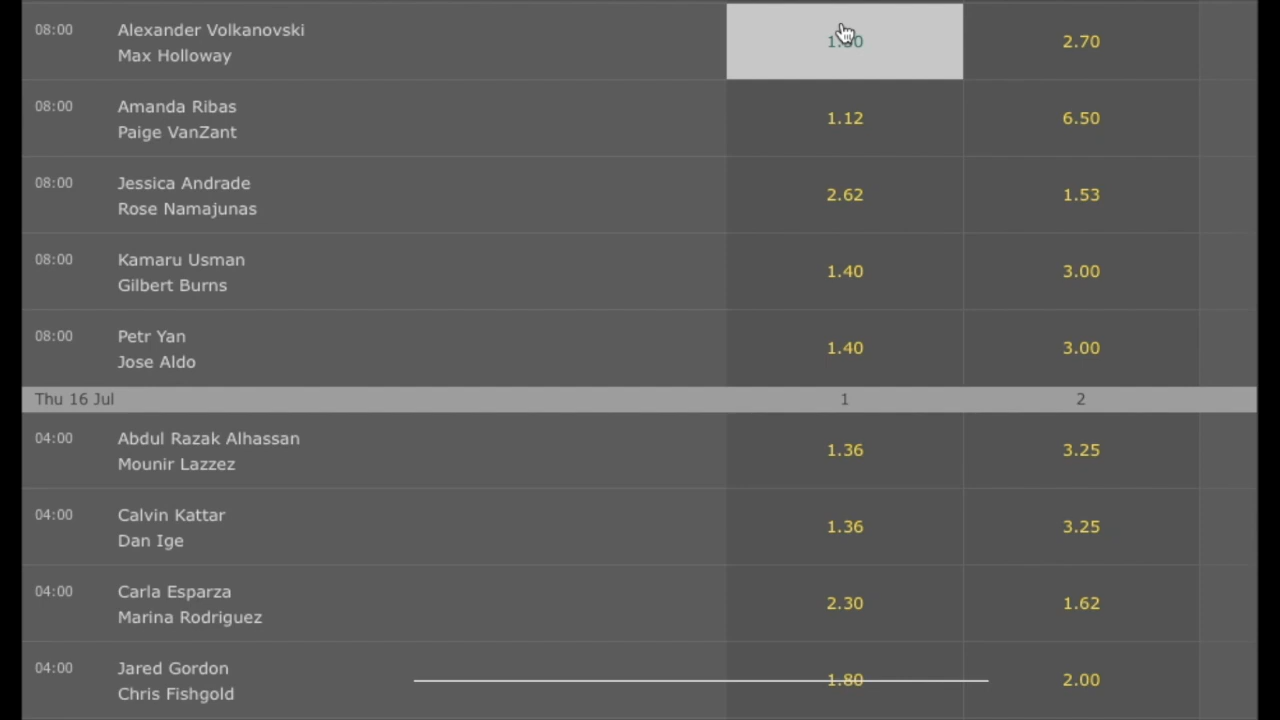 08:00 Alexander Volkanovski
Max Holloway
2.70
08:00 Amanda Ribas
Paige VanZant
1.12 6.50
08:00 Jessica Andrade
Rose Namajunas
2.62 1.53
08:00 Kamaru Usman
Gilbert Burns
1.40 3.00
08:00 Petr Yan
Jose Aldo
1.40 3.00
Thu 16 Jul 1 2
04:00 Abdul Razak Alhassan
Mounir Lazzez
1.36 3.25
04:00 Calvin Kattar
Dan Ige
1.36 3.25
04:00 Carla Esparza
Marina Rodriguez
2.30 1.62
04:00 Jared Gordon
Chris Fishgold
1.80 2.00